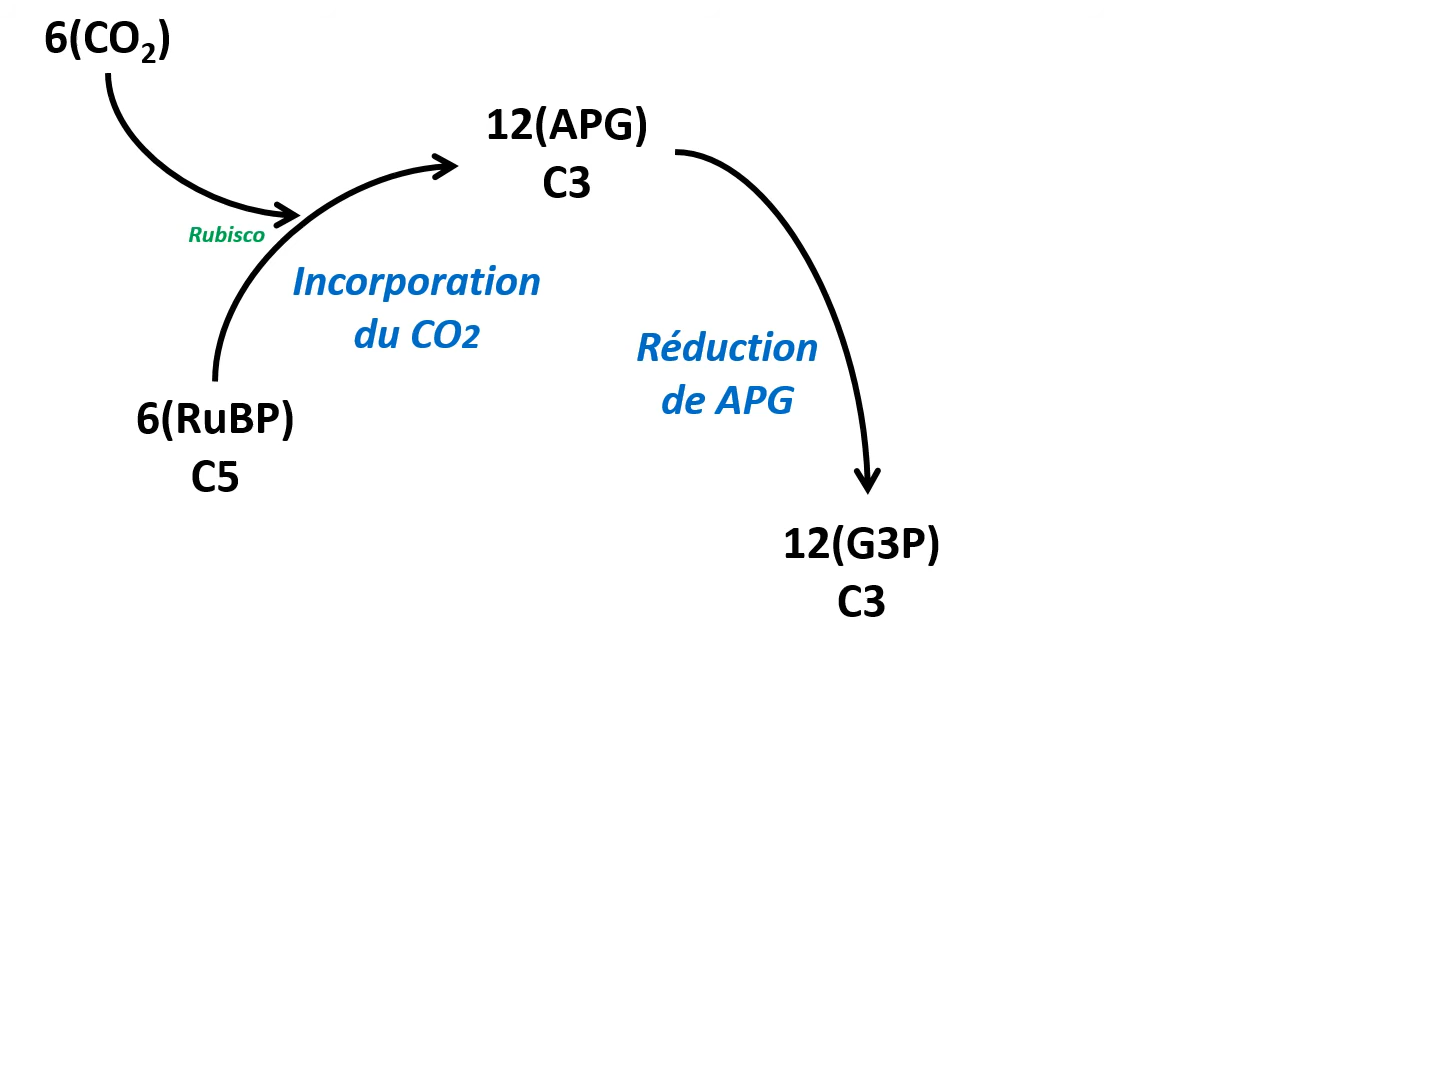 6(CO₂)
12(APG)
C3
Rubisco
Incorporation
du CO2
Réduction
de APG
6(RuBP)
C5
12(G3P)
C3